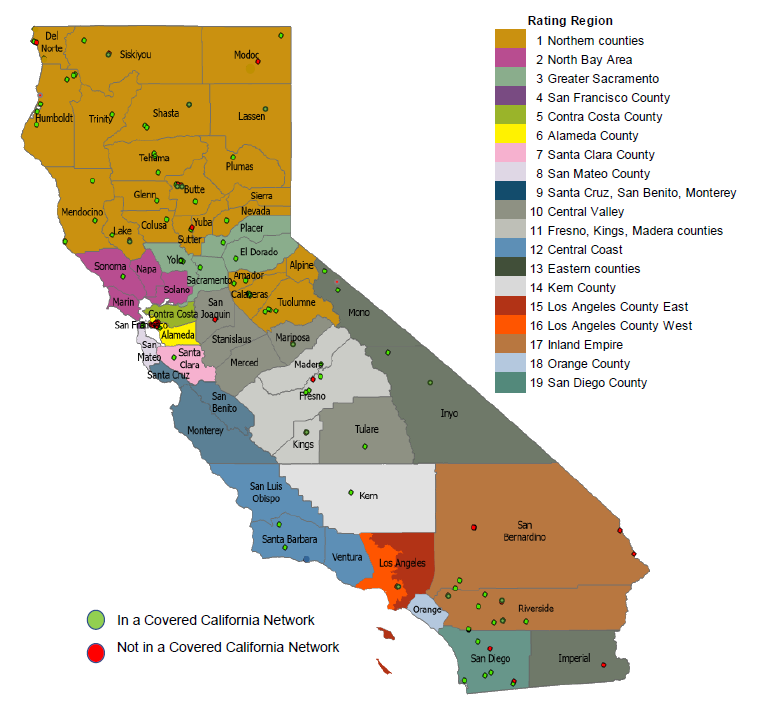 Rating Region
1 Northern counties
2 North Bay Area
3 Greater Sacramento
4 San Francisco County
5 Contra Costa County
6 Alameda County
7 Santa Clara County
8 San Mateo County
9 Santa Cruz, San Benito, Monterey
10 Central Valley
11 Fresno, Kings, Madera counties
12 Central Coast
13 Eastern counties
14 Kern County
15 Los Angeles County East
16 Los Angeles County West
17 Inland Empire
18 Orange County
19 San Diego County
Del
Norte
Siskiyou
Modoc
Humboldt
Trinity
Shasta
Lassen
Tehama
Plumas
Glenn
Butte
Sierra
Mendocino
Nevada
Lake
Colusa
Yuba
Sutter
Placer
Sonoma
Napa
Yolo
El Dorado
Solano
Sacramento
Amador
Alpine
Marin
Calaveras
Tuolumne
San
Joaquin
Contra Costa
San Francisco
Alameda
Mono
San
Mateo
Santa
Clara
Stanislaus
Mariposa
Santa Cruz
Merced
Madera
San
Benito
Fresno
Monterey
Kings
Tulare
Inyo
San Luis
Obispo
Kern
Santa Barbara
Ventura
Los Angeles
San
Bernardino
Orange
Riverside
San Diego
Imperial
In a Covered California Network
Not in a Covered California Network